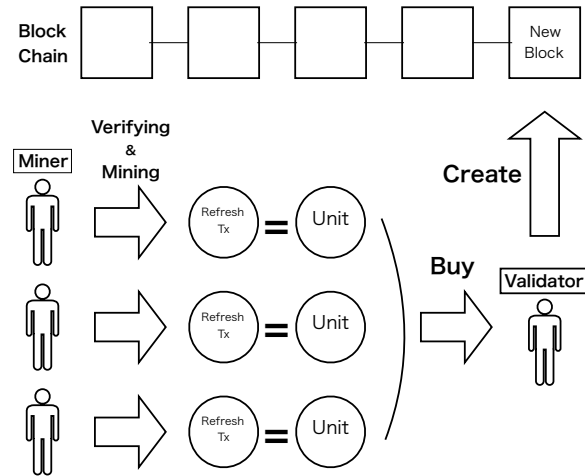 Block
Chain
New
Block
Verifying
&
Mining
Miner
Create
Refresh
Tx
=
Unit
Buy
Validator
Refresh
Tx
=
Unit
Refresh
Tx
=
Unit